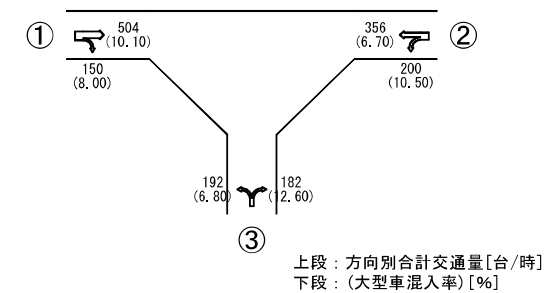 ① 504 356 ②
(10.10) (6.70)
150 200
(8.00) (10.50)
192 182
(6.80) (12.60)
③
上段：方向別合計交通量[台/時]
下段：(大型車混入率)[%]